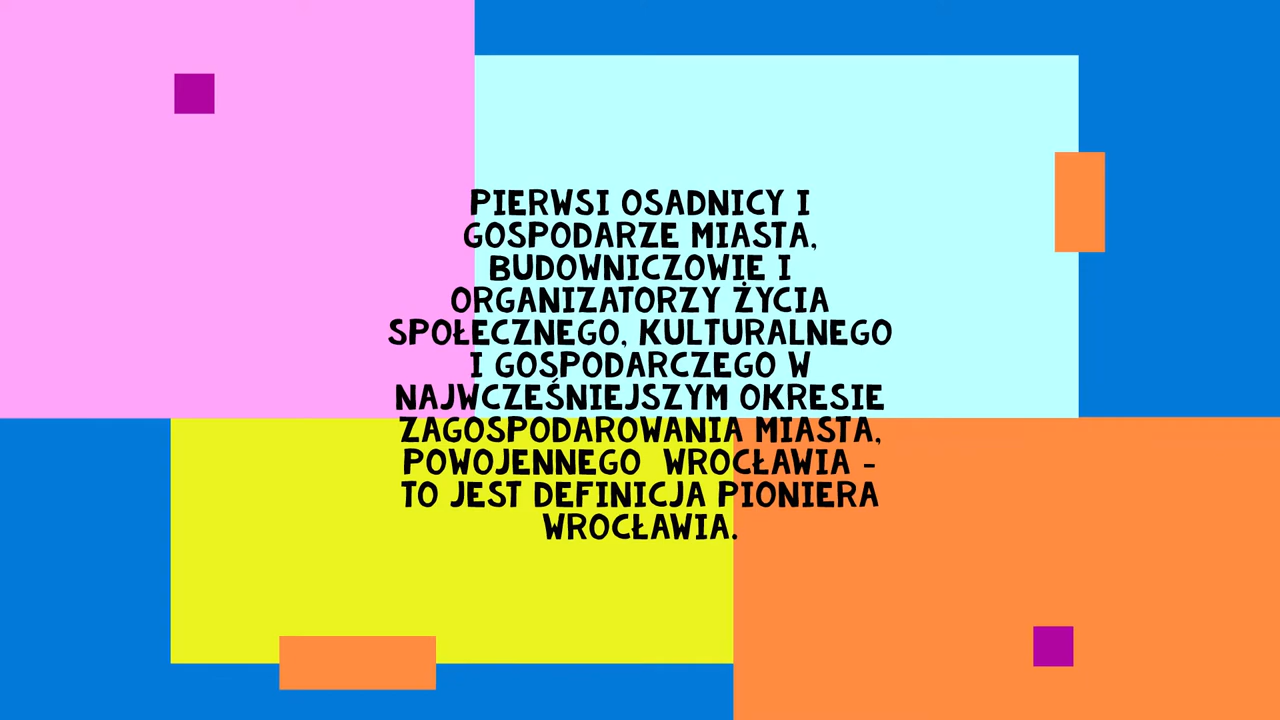 PIERWSI OSADNICY I
GOSPODARZE MIASTA,
BUDOWNICZOWIE I
ORGANIZATORZY ŻYCIA
SPOŁECZNEGO, KULTURALNEGO
I GOSPODARCZEGO W
NAJWCZEŚNIEJSZYM OKRESIE
ZAGOSPODAROWANIA MIASTA,
POWOJENNEGO  WROCŁAWIA -
TO JEST DEFINICJA PIONIERA
WROCŁAWIA.